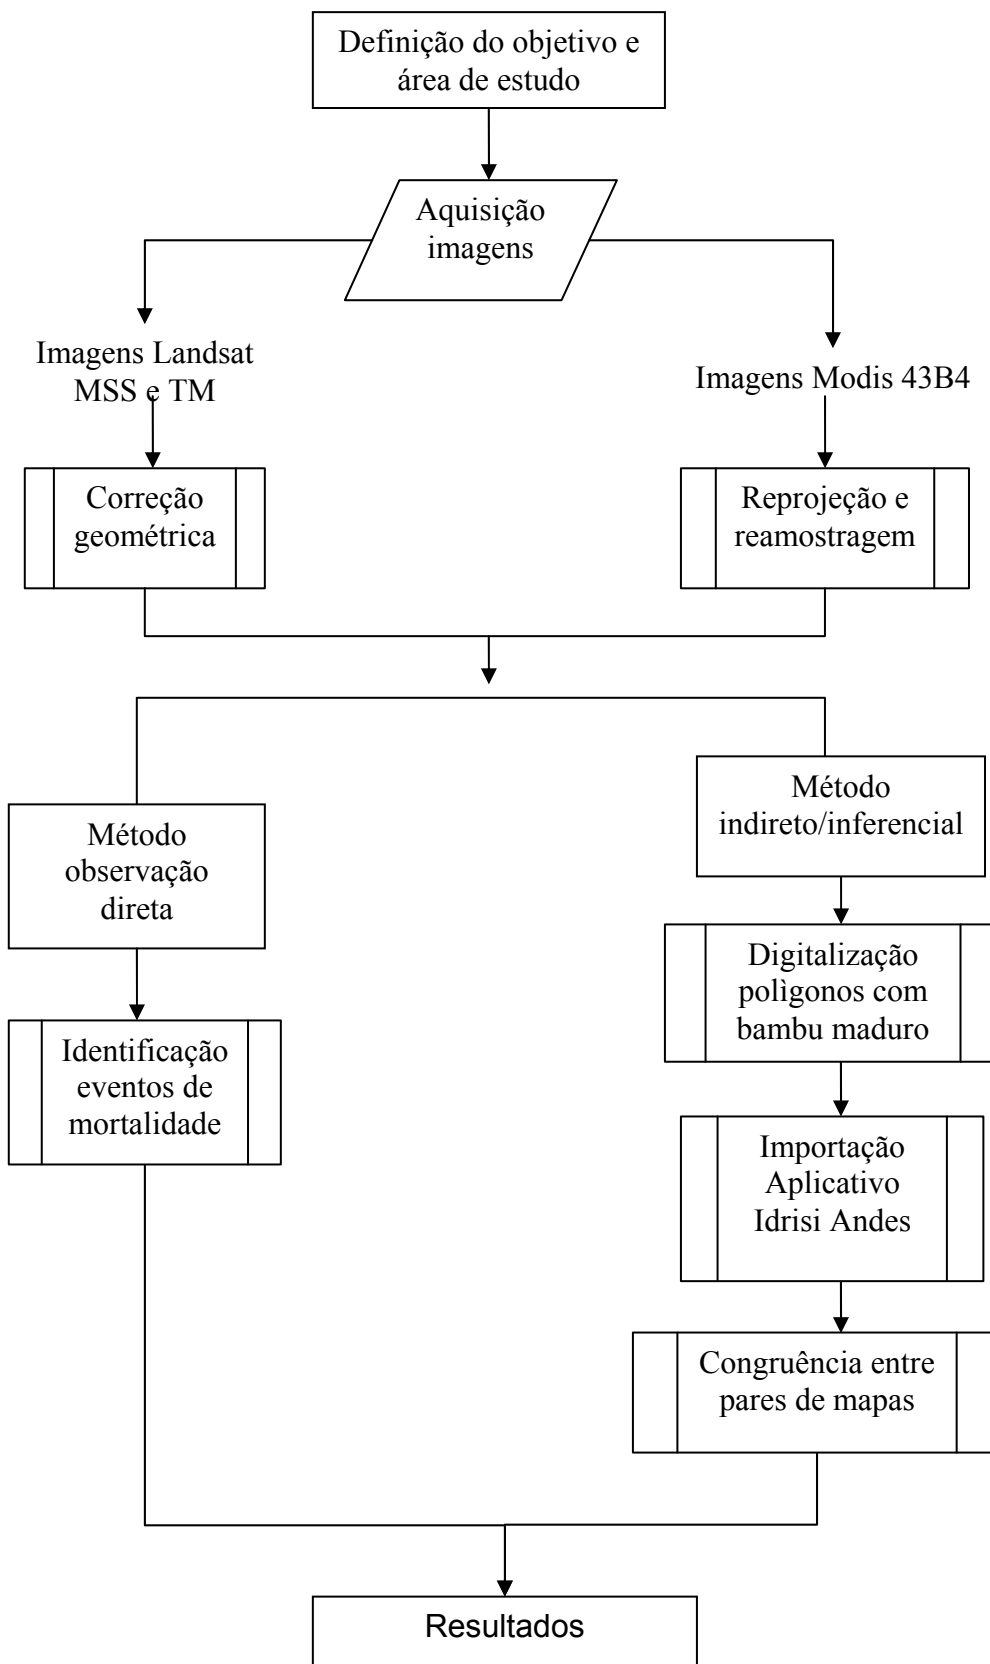 Definição do objetivo e
área de estudo
Aquisição
imagens
Imagens Landsat
MSS e TM
Imagens Modis 43B4
Correção
geométrica
Reprojeção e
reamostragem
Método
observação
direta
Método
indireto/inferencial
Identificação
eventos de
mortalidade
Digitalização
polìgonos com
bambu maduro
Importação
Aplicativo
Idrisi Andes
Congruência entre
pares de mapas
Resultados